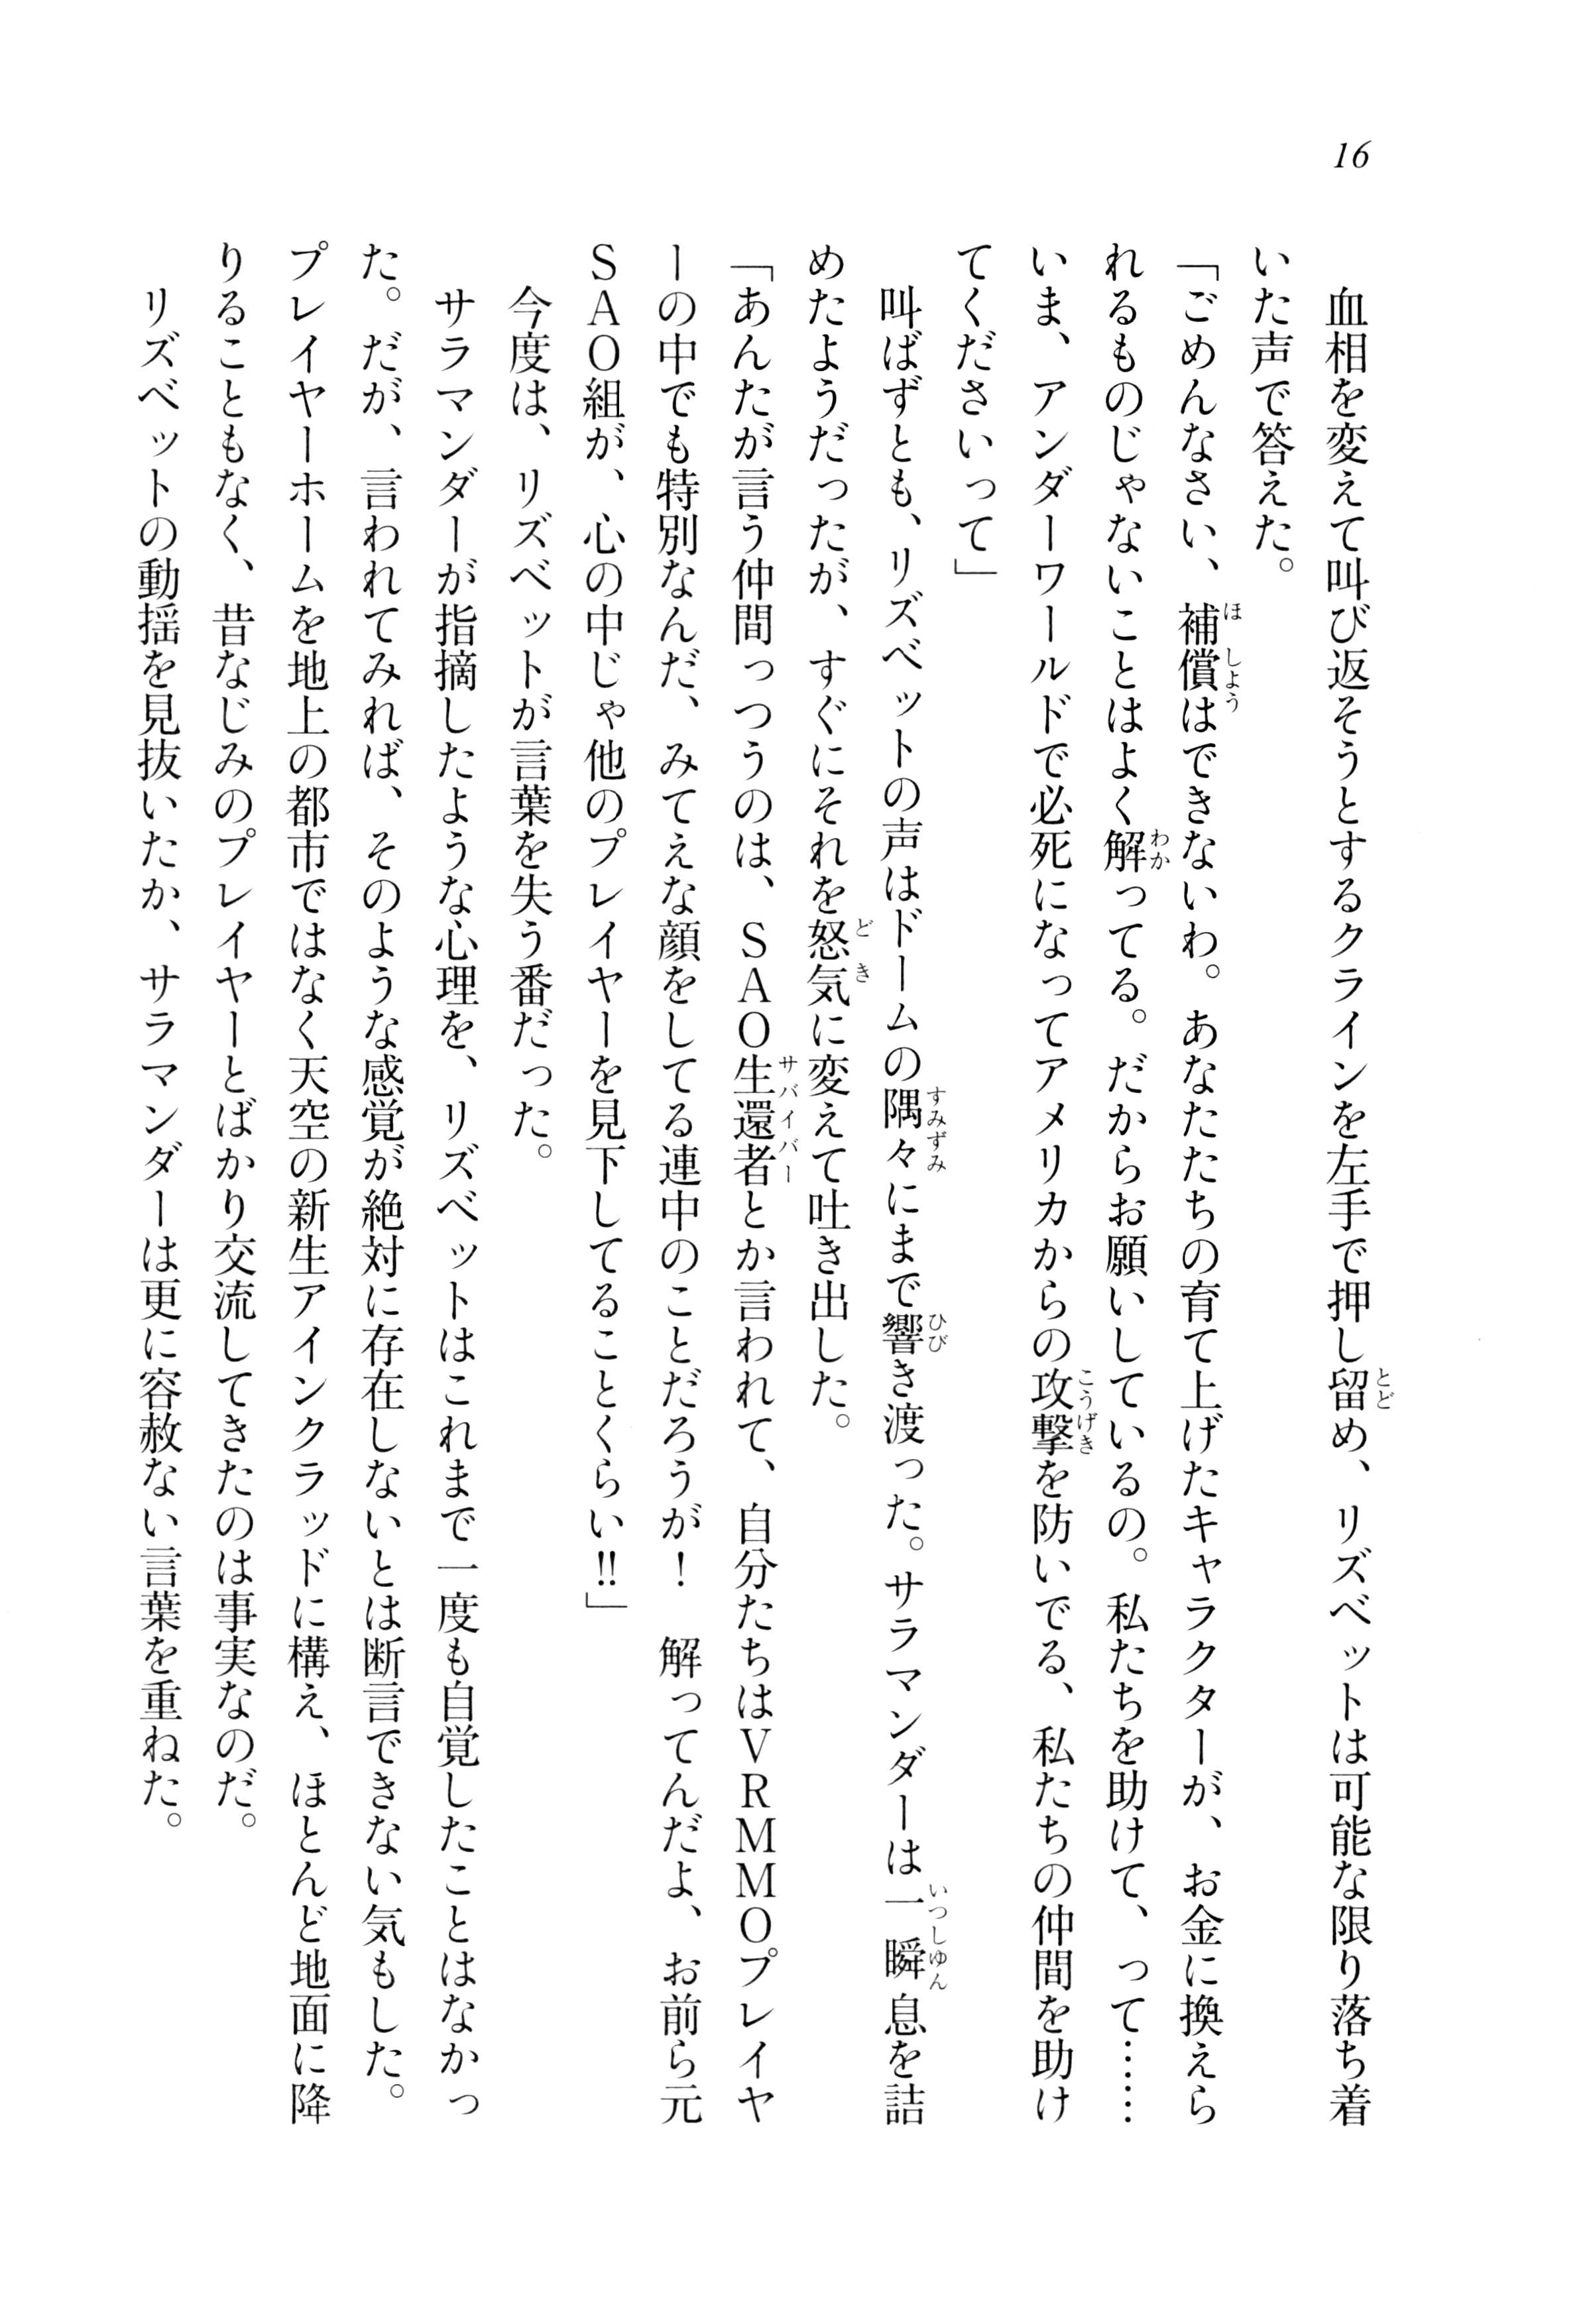 16
血相を変えて叫び返そうとするクラインを左手で押し留め、リズベットは可能な限り落ち着
いた声で答えた。
「ごめんなさい、補償はできないわ。あなたたちの育て上げたキャラクターが、お金に換えら
れるものじゃないことはよく解ってる。だからお願いしているの。私たちを助けて、って……
いま、アンダーワールドで必死になってアメリカからの攻撃を防いでる、私たちの仲間を助け
てくださいって」
叫ばずとも、リズベットの声はドームの隅々にまで響き渡った。サラマンダーは一瞬息を詰
めたようだったが、すぐにそれを怒気に変えて吐き出した。
「あんたが言う仲間っつうのは、ＳＡＯ生還者とか言われて、自分たちはＶＲＭＭＯプレイヤ
ーの中でも特別なんだ、みてえな顔をしてる連中のことだろうが！　解ってんだよ、お前ら元
ＳＡＯ組が、心の中じゃ他のプレイヤーを見下してることくらい!!」
今度は、リズベットが言葉を失う番だった。
サラマンダーが指摘したような心理を、リズベットはこれまで一度も自覚したことはなかっ
た。だが、言われてみれば、そのような感覚が絶対に存在しないとは断言できない気もした。
プレイヤーホームを地上の都市ではなく天空の新生アインクラッドに構え、ほとんど地面に降
りることもなく、昔なじみのプレイヤーとばかり交流してきたのは事実なのだ。
リズベットの動揺を見抜いたか、サラマンダーは更に容赦ない言葉を重ねた。